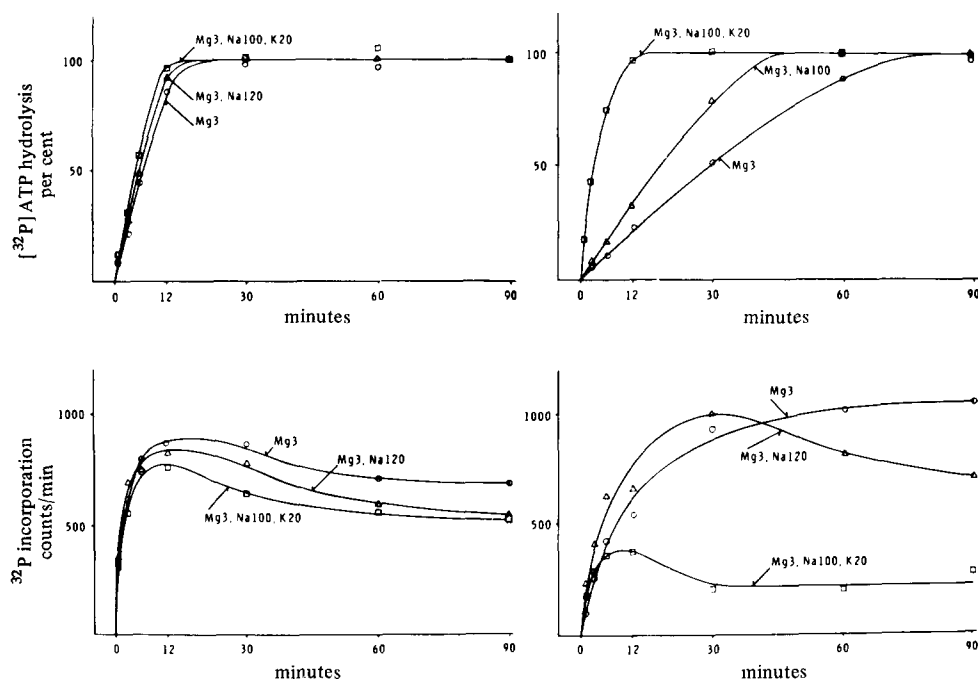 [³²P] ATP hydrolysis
per cent
100
50
Mg3, Na100, K20
Mg3, Na120
Mg3
0 12 30 60 90
minutes
100
50
Mg3, Na100, K20
Mg3, Na100
Mg3
0 12 30 60 90
minutes
³²P incorporation
counts/min
1000
500
Mg3
Mg3, Na120
Mg3, Na100, K20
0 12 30 60 90
minutes
1000
500
Mg3
Mg3, Na120
Mg3, Na100, K20
0 12 30 60 90
minutes